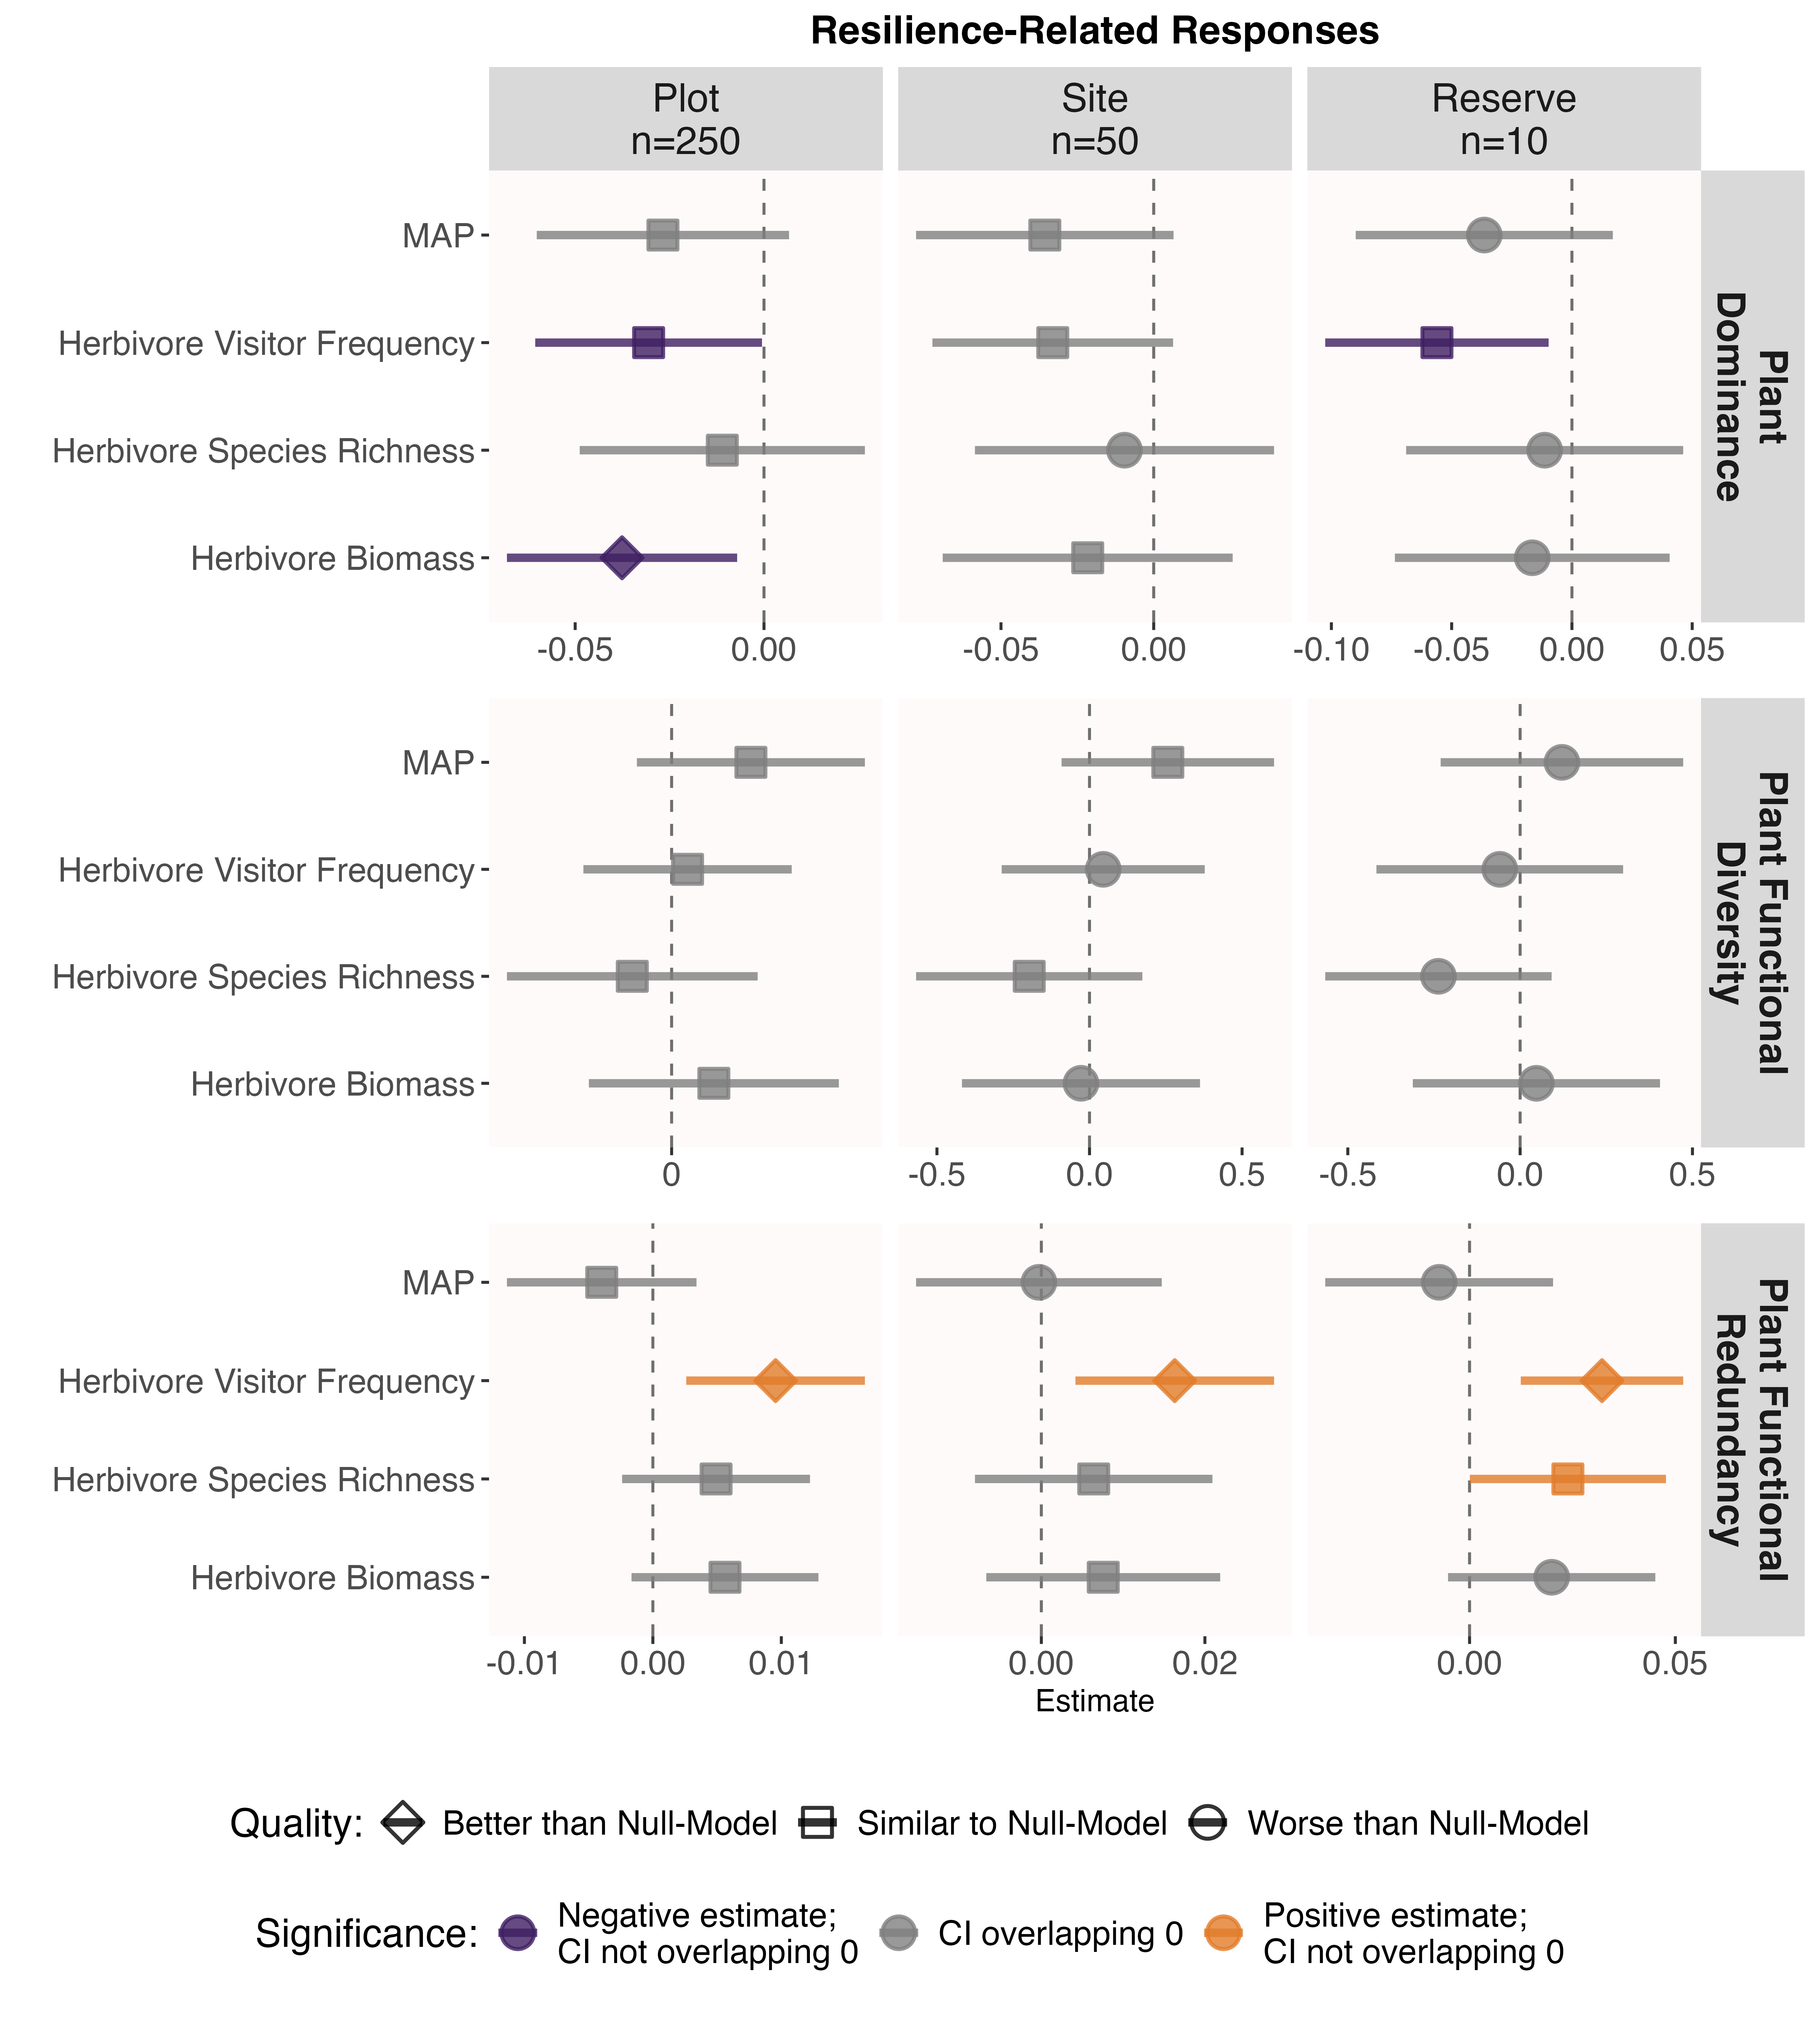 Resilience-Related Responses
Plot
n=250
Site
n=50
Reserve
n=10
MAP
Herbivore Visitor Frequency
Herbivore Species Richness
Herbivore Biomass
Plant
Dominance
-0.05 0.00
-0.05 0.00
-0.10 -0.05 0.00 0.05
MAP
Herbivore Visitor Frequency
Herbivore Species Richness
Herbivore Biomass
Plant Functional
Diversity
0
-0.5 0.0 0.5
-0.5 0.0 0.5
MAP
Herbivore Visitor Frequency
Herbivore Species Richness
Herbivore Biomass
Plant Functional
Redundancy
-0.01 0.00 0.01
0.00 0.02
0.00 0.05
Estimate
Quality: Better than Null-Model Similar to Null-Model Worse than Null-Model
Significance:
Negative estimate;
CI not overlapping 0
CI overlapping 0
Positive estimate;
CI not overlapping 0